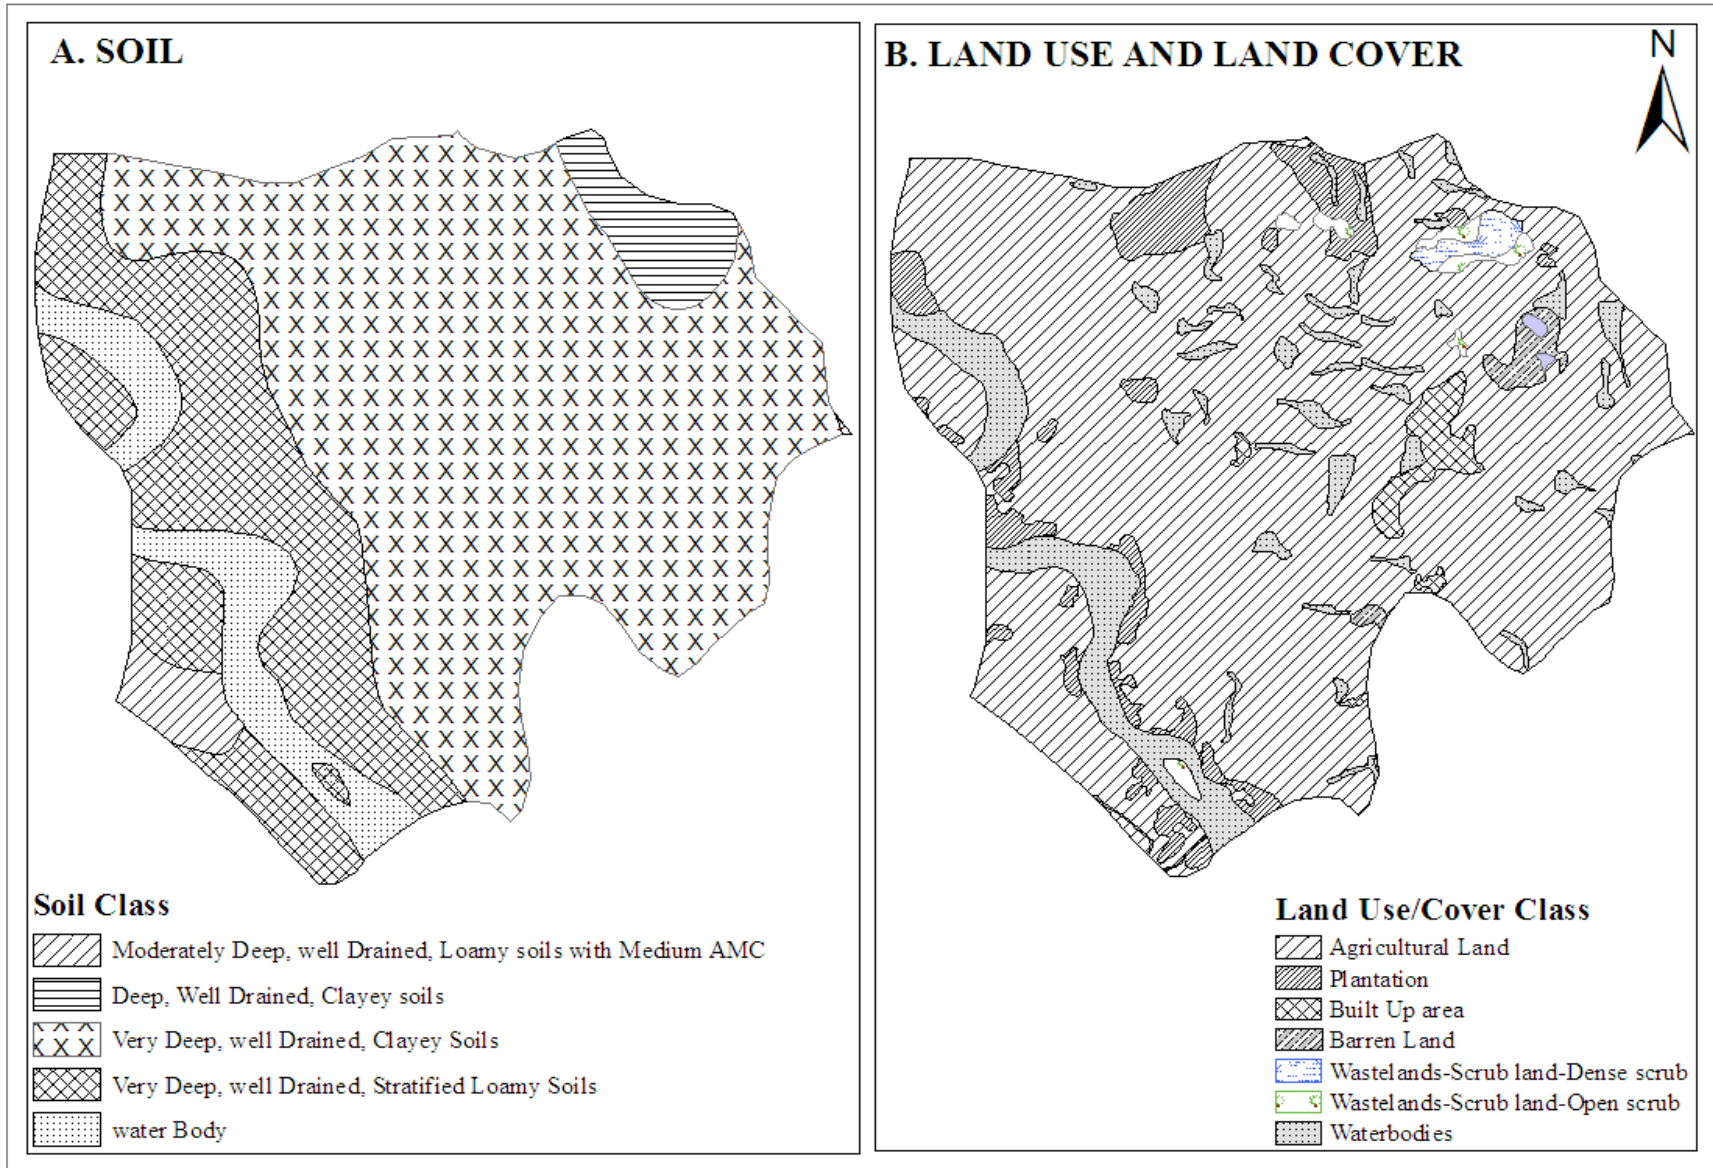 A. SOIL
Soil Class
Moderately Deep, well Drained, Loamy soils with Medium AMC
Deep, Well Drained, Clayey soils
Very Deep, well Drained, Clayey Soils
Very Deep, well Drained, Stratified Loamy Soils
water Body
B. LAND USE AND LAND COVER
N
Land Use/Cover Class
Agricultural Land
Plantation
Built Up area
Barren Land
Wastelands-Scrub land-Dense scrub
Wastelands-Scrub land-Open scrub
Waterbodies